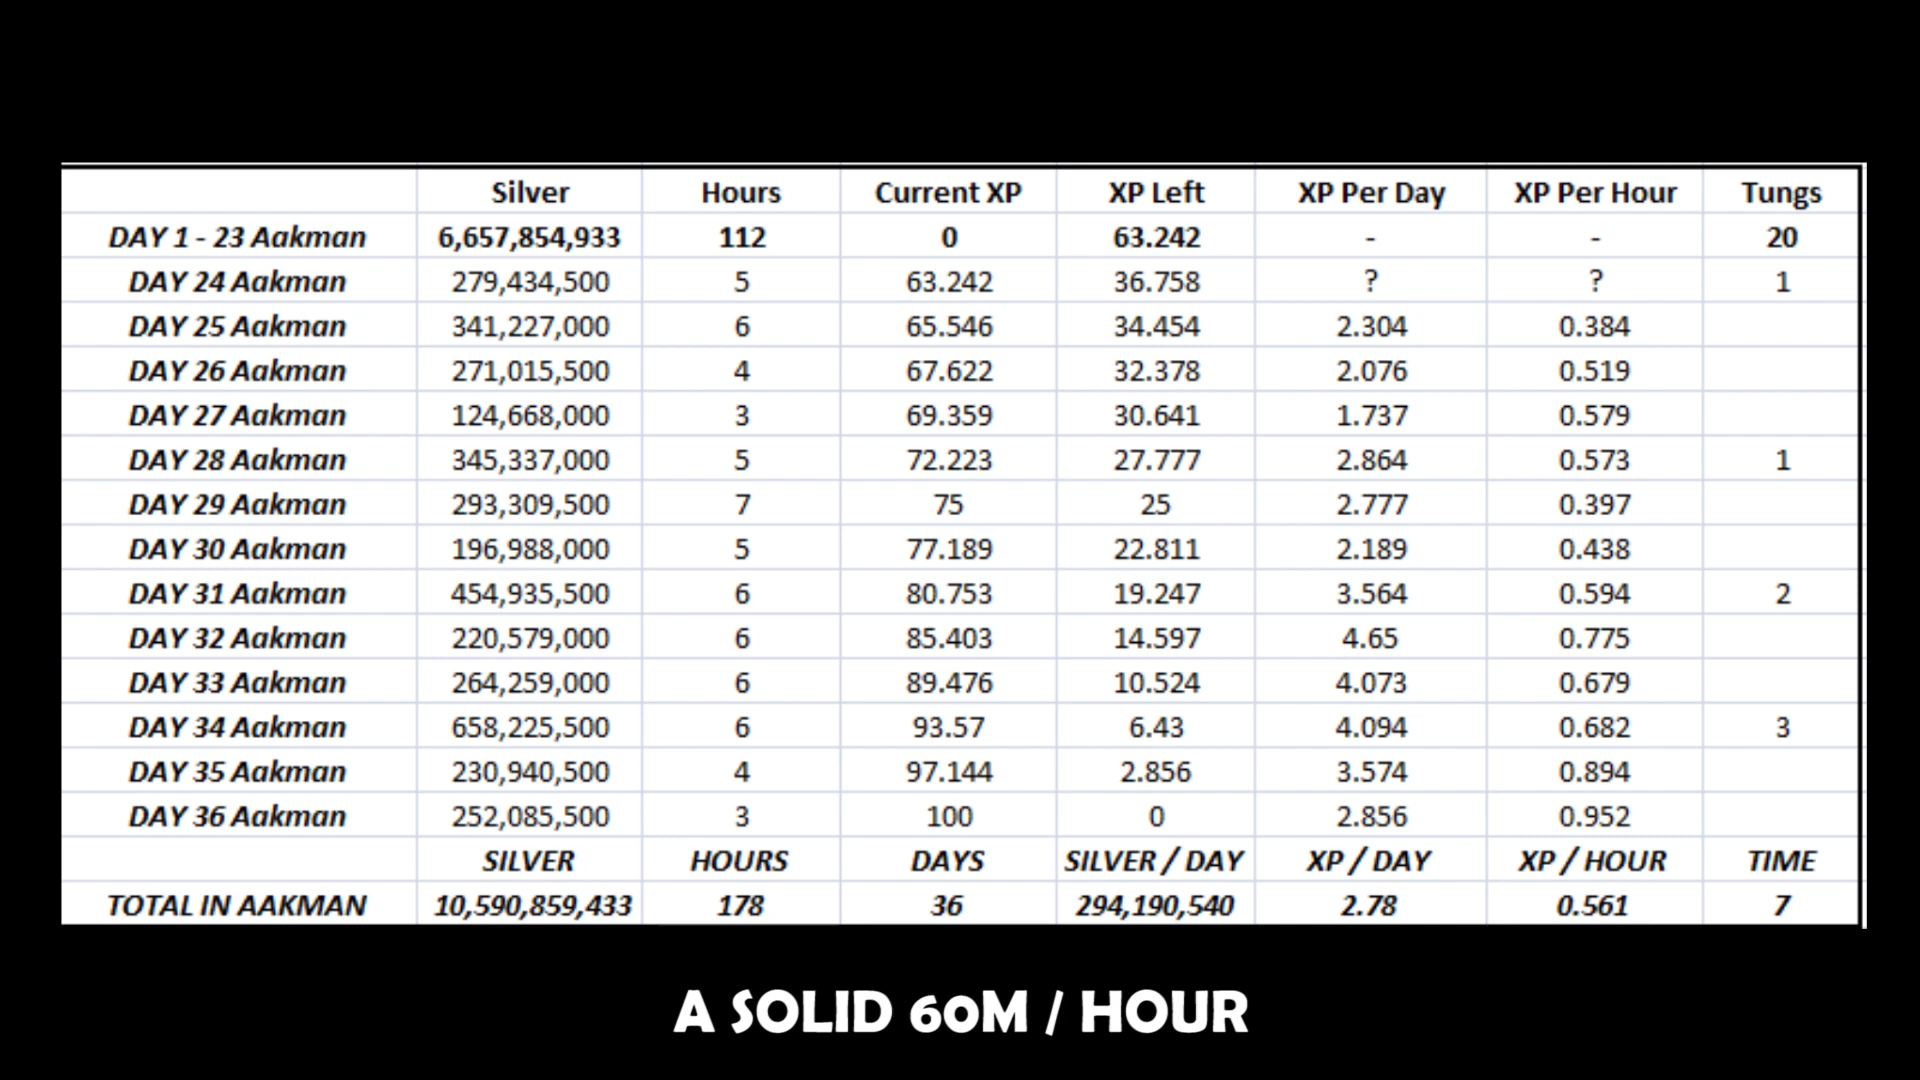 Silver Hours Current XP XP Left XP Per Day XP Per Hour Tungs
DAY 1 - 23 Aakman 6,657,854,933 112 0 63.242 - - 20
DAY 24 Aakman 279,434,500 5 63.242 36.758 ? ? 1
DAY 25 Aakman 341,227,000 6 65.546 34.454 2.304 0.384
DAY 26 Aakman 271,015,500 4 67.622 32.378 2.076 0.519
DAY 27 Aakman 124,668,000 3 69.359 30.641 1.737 0.579
DAY 28 Aakman 345,337,000 5 72.223 27.777 2.864 0.573 1
DAY 29 Aakman 293,309,500 7 75 25 2.777 0.397
DAY 30 Aakman 196,988,000 5 77.189 22.811 2.189 0.438
DAY 31 Aakman 454,935,500 6 80.753 19.247 3.564 0.594 2
DAY 32 Aakman 220,579,000 6 85.403 14.597 4.65 0.775
DAY 33 Aakman 264,259,000 6 89.476 10.524 4.073 0.679
DAY 34 Aakman 658,225,500 6 93.57 6.43 4.094 0.682 3
DAY 35 Aakman 230,940,500 4 97.144 2.856 3.574 0.894
DAY 36 Aakman 252,085,500 3 100 0 2.856 0.952
SILVER HOURS DAYS SILVER / DAY XP / DAY XP / HOUR TIME
TOTAL IN AAKMAN 10,590,859,433 178 36 294,190,540 2.78 0.561 7
A SOLID 60M / HOUR